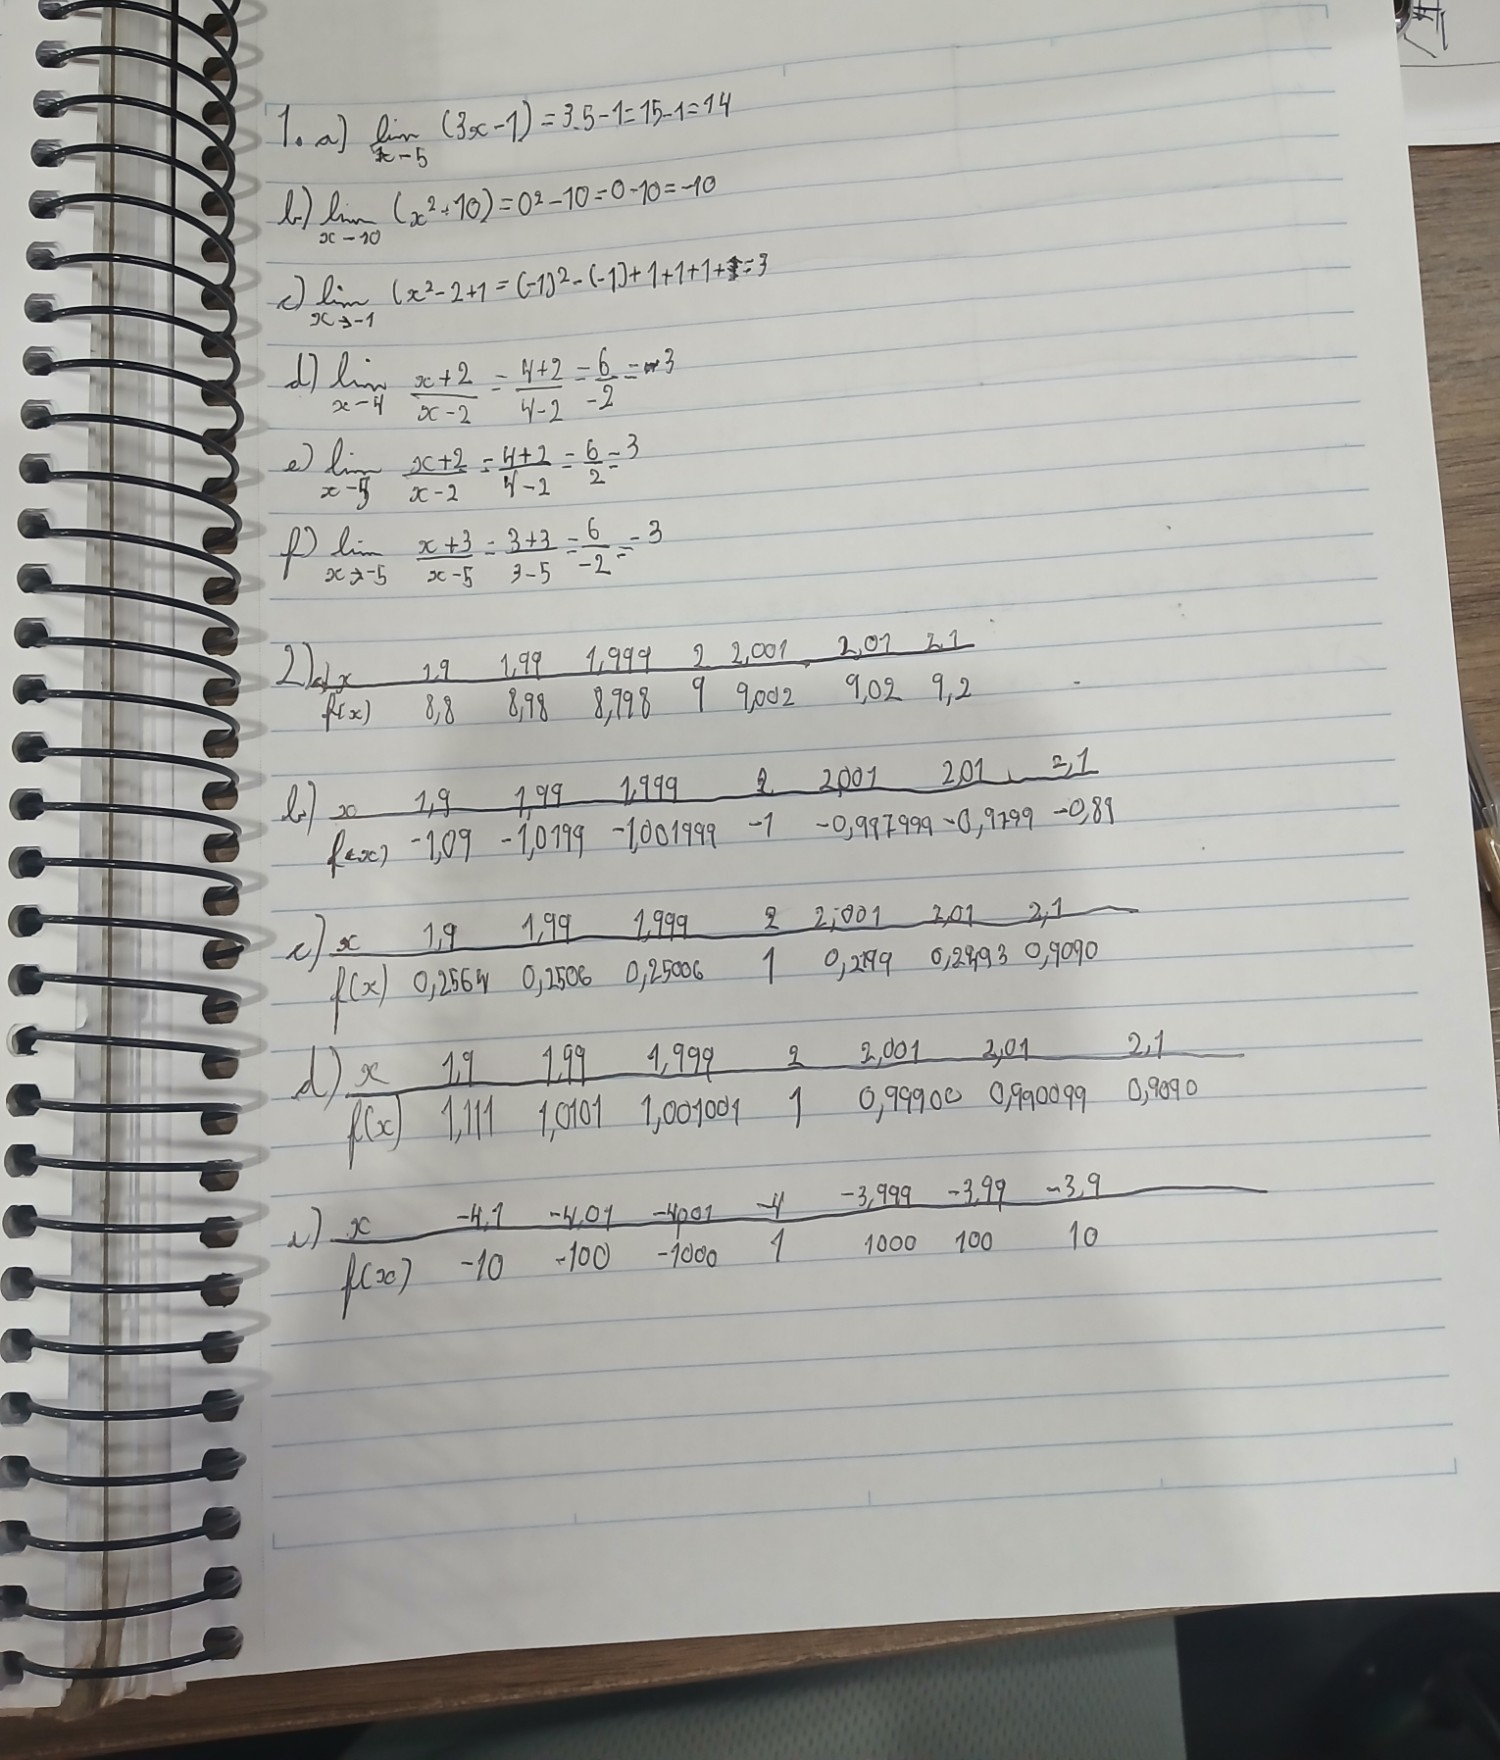 1. a) lim (3x-1) = 3.5-1=15-1=14
x-5
b) lim (x²+10)=0²-10=0-10=-10
x-10
c) lim (x²-2+1=(-1)²-(-1)+1+1+1+1=3
x→-1
d) lim x+2 = 4+2 = 6 = -3
x-4 x-2 4-2 -2
e) lim x+2 = 4+2 = 6 = 3
x-4 x-2 4-2 2
f) lim x+3 = 3+3 = 6 = -3
x→-5 x-5 3-5 -2
2) a) x 1,9 1,99 1,999 2 2,001 2,01 2,1
f(x) 8,8 8,98 8,998 9 9,002 9,02 9,2
b) x 1,9 1,99 1,999 2 2,001 2,01 2,1
f(x) -1,09 -1,0199 -1,001999 -1 -0,997999 -0,9799 -0,89
c) x 1,9 1,99 1,999 2 2,001 2,01 2,1
f(x) 0,2564 0,2506 0,25006 1 0,2499 0,2493 0,9090
d) x 1,9 1,99 1,999 2 2,001 2,01 2,1
f(x) 1,111 1,0101 1,001001 1 0,99900 0,990099 0,9090
e) x -4,1 -4,01 -4,001 -4 -3,999 -3,99 -3,9
f(x) -10 -100 -1000 1 1000 100 10